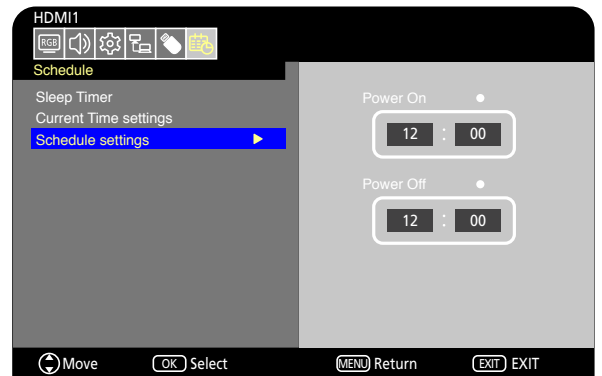 HDMI1
RGB
Schedule
Sleep Timer
Current Time settings
Schedule settings
Power On
12 : 00
Power Off
12 : 00
Move OK Select MENU Return EXIT EXIT